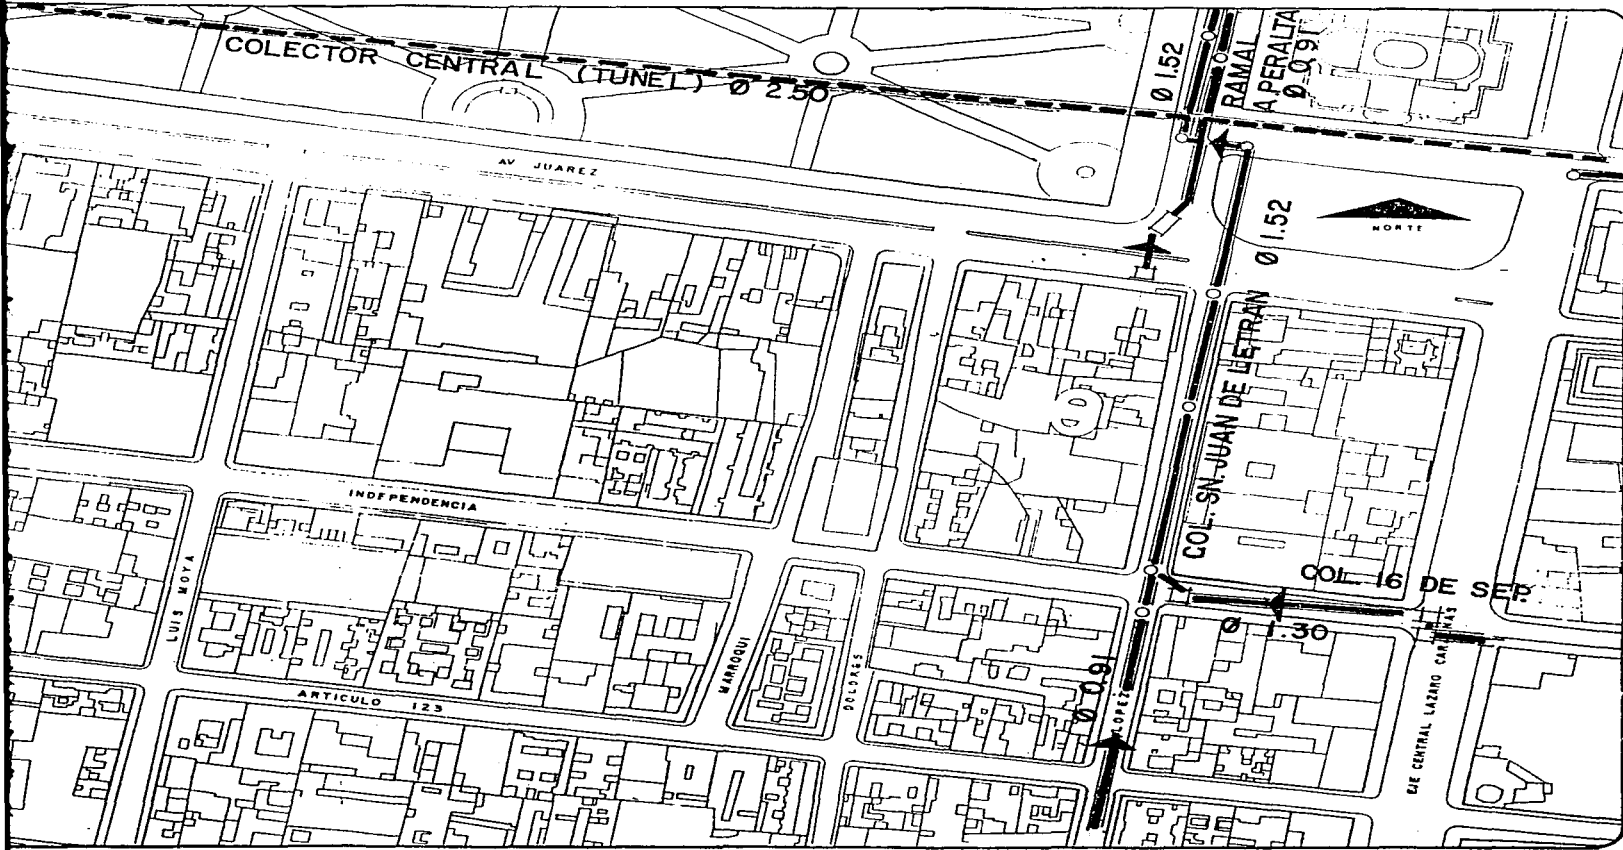 COLECTOR CENTRAL (TUNEL) Ø 2.50
Ø 1.52
RAMAL
A. PERALTA
Ø 0.91
AV JUAREZ
NORTE
Ø 1.52
COL. SN. JUAN DE LETRAN
INDEPENDENCIA
COL. 16 DE SEP.
Ø 1.30
LUIS MOYA
MARROQUI
DOLORES
Ø 0.91
LOPEZ
ARTICULO 123
EJE CENTRAL LAZARO CARDENAS